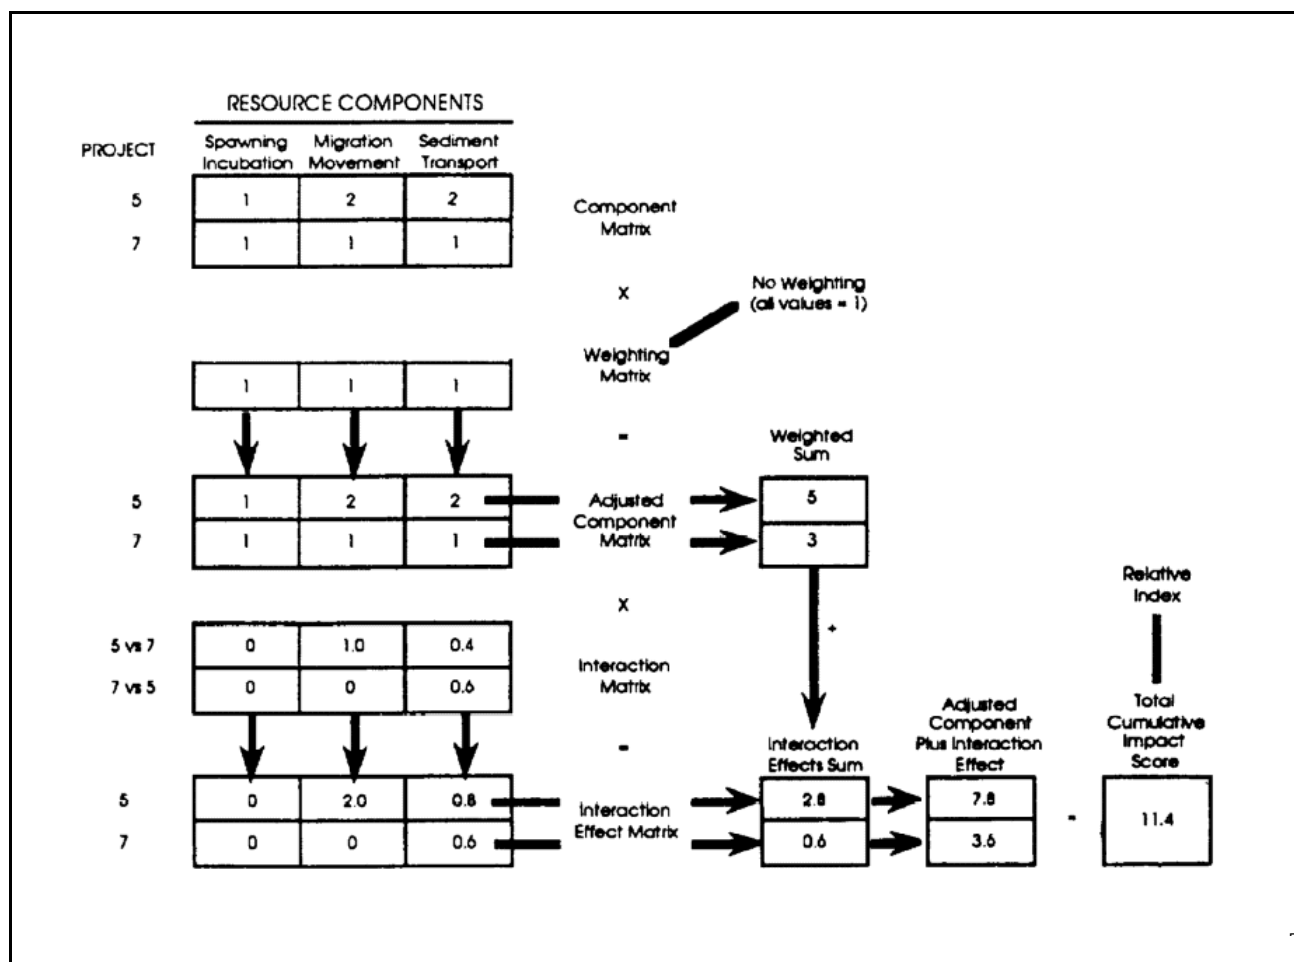 RESOURCE COMPONENTS
PROJECT
Spawning Incubation
Migration Movement
Sediment Transport
5 1 2 2
7 1 1 1
Component
Matrix
x
No Weighting
(all values = 1)
Weighting
Matrix
1 1 1
=
Weighted
Sum
5 1 2 2
7 1 1 1
Adjusted
Component
Matrix
5
3
x
+
Relative
Index
5 vs 7 0 1.0 0.4
7 vs 5 0 0 0.6
Interaction
Matrix
=
Interaction
Effects Sum
Adjusted
Component
Plus Interaction
Effect
Total
Cumulative
Impact
Score
5 0 2.0 0.8
7 0 0 0.6
Interaction
Effect Matrix
2.8 7.8
0.6 3.6
=
11.4